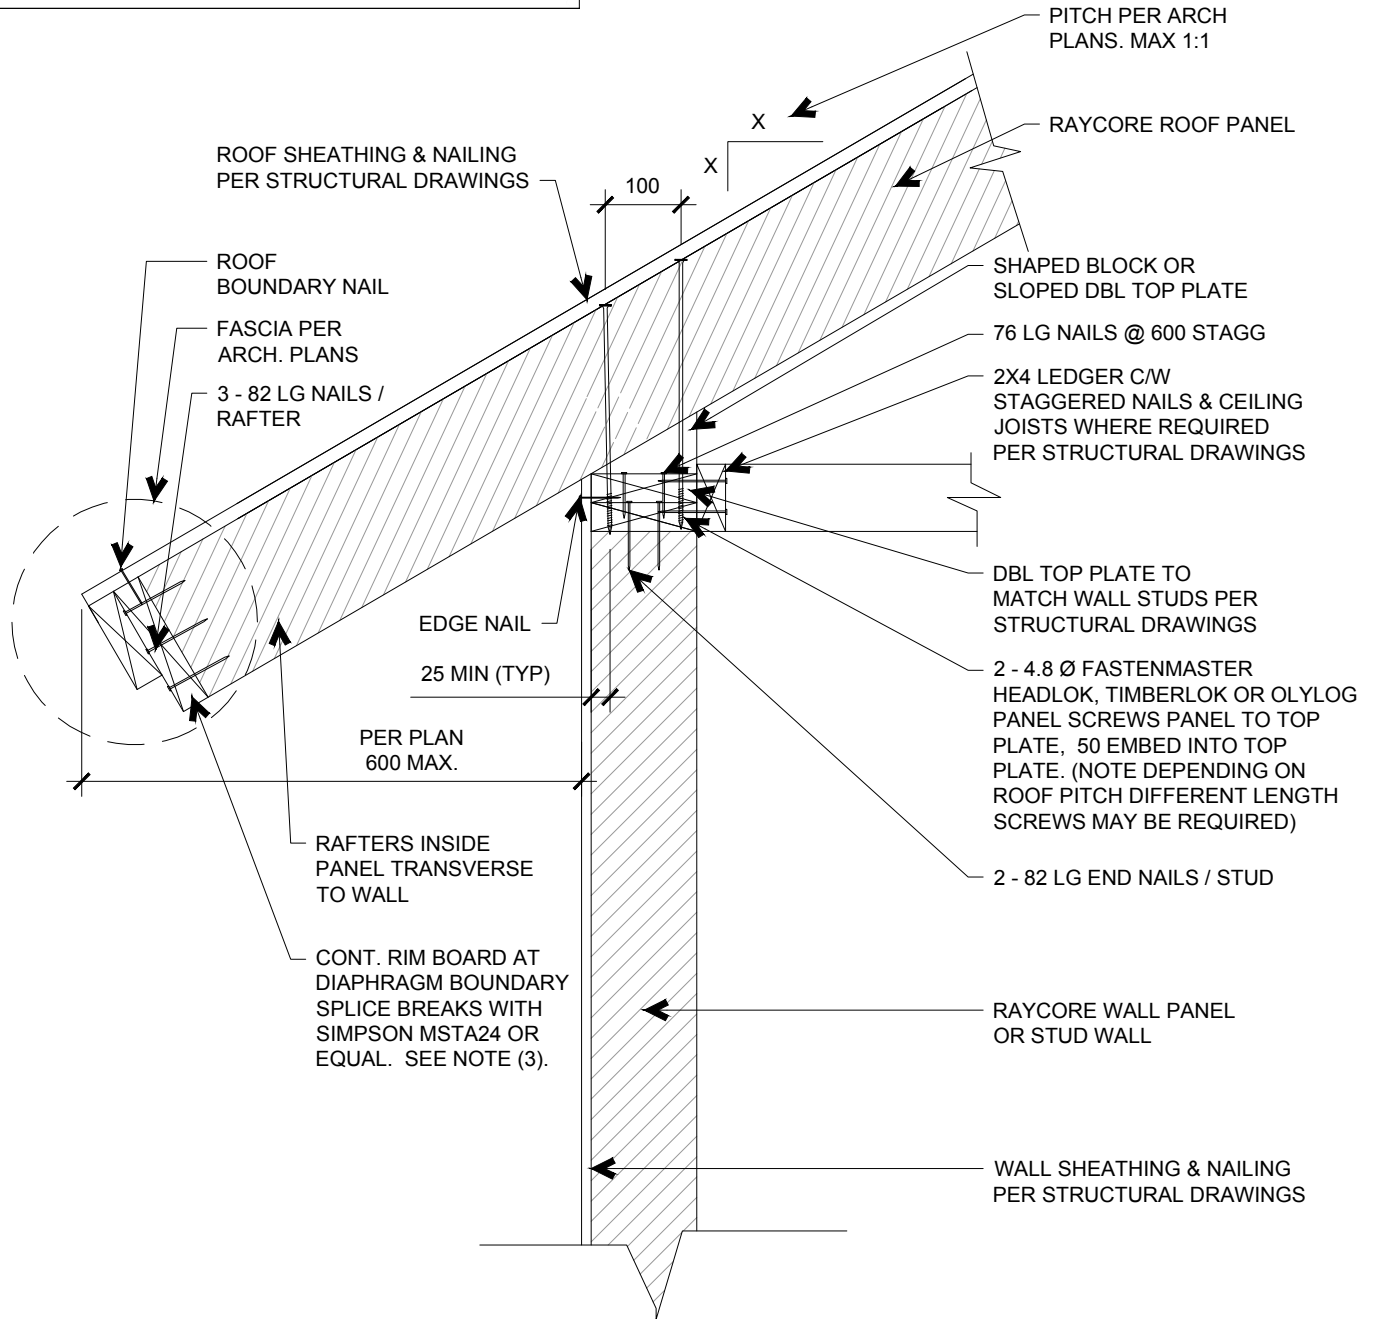 PITCH PER ARCH
PLANS. MAX 1:1
X
X
RAYCORE ROOF PANEL
ROOF SHEATHING & NAILING
PER STRUCTURAL DRAWINGS
100
ROOF
BOUNDARY NAIL
SHAPED BLOCK OR
SLOPED DBL TOP PLATE
FASCIA PER
ARCH. PLANS
76 LG NAILS @ 600 STAGG
3 - 82 LG NAILS /
RAFTER
2X4 LEDGER C/W
STAGGERED NAILS & CEILING
JOISTS WHERE REQUIRED
PER STRUCTURAL DRAWINGS
DBL TOP PLATE TO
MATCH WALL STUDS PER
STRUCTURAL DRAWINGS
EDGE NAIL
25 MIN (TYP)
2 - 4.8 Ø FASTENMASTER
HEADLOK, TIMBERLOK OR OLYLOG
PANEL SCREWS PANEL TO TOP
PLATE, 50 EMBED INTO TOP
PLATE. (NOTE DEPENDING ON
ROOF PITCH DIFFERENT LENGTH
SCREWS MAY BE REQUIRED)
PER PLAN
600 MAX.
RAFTERS INSIDE
PANEL TRANSVERSE
TO WALL
2 - 82 LG END NAILS / STUD
CONT. RIM BOARD AT
DIAPHRAGM BOUNDARY
SPLICE BREAKS WITH
SIMPSON MSTA24 OR
EQUAL. SEE NOTE (3).
RAYCORE WALL PANEL
OR STUD WALL
WALL SHEATHING & NAILING
PER STRUCTURAL DRAWINGS